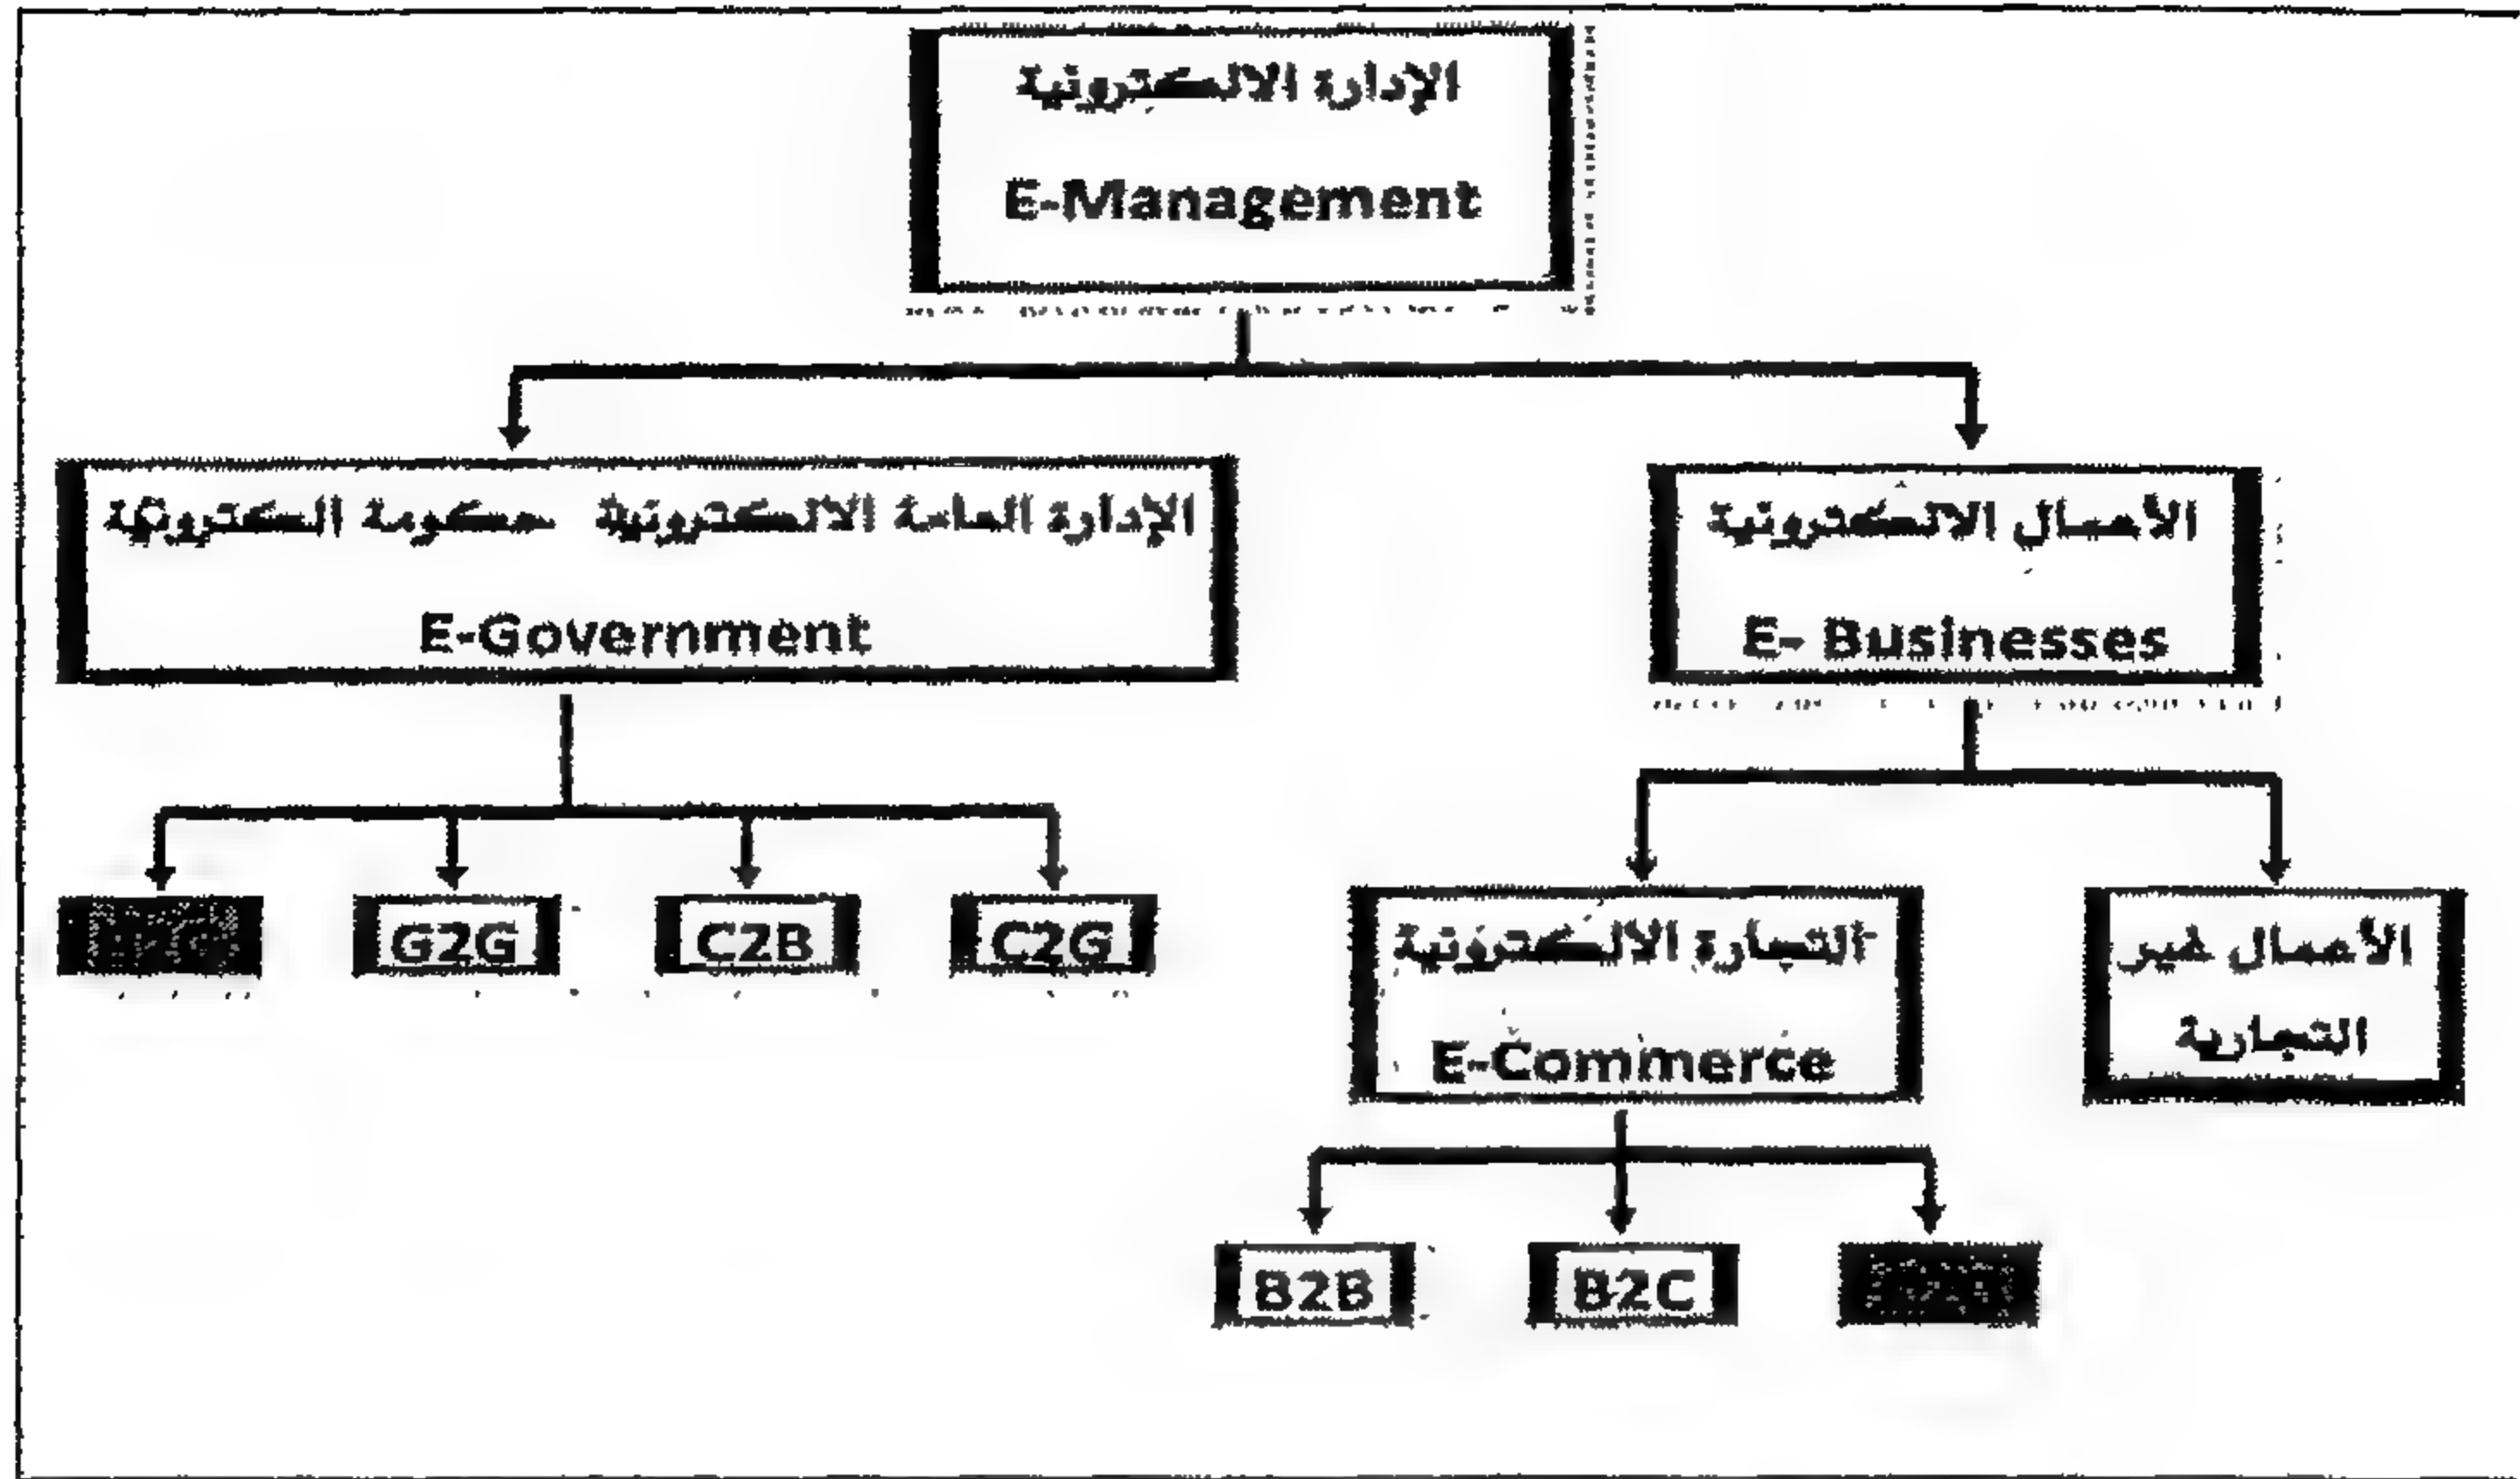 الإدارة الالكترونية
E-Management
الإدارة العامة الالكترونية حكومة الكترونية
E-Government
الأعمال الالكترونية
E- Businesses
G2G
C2B
C2G
التجارة الالكترونية
E-Commerce
الأعمال غير
التجارية
B2B
B2C